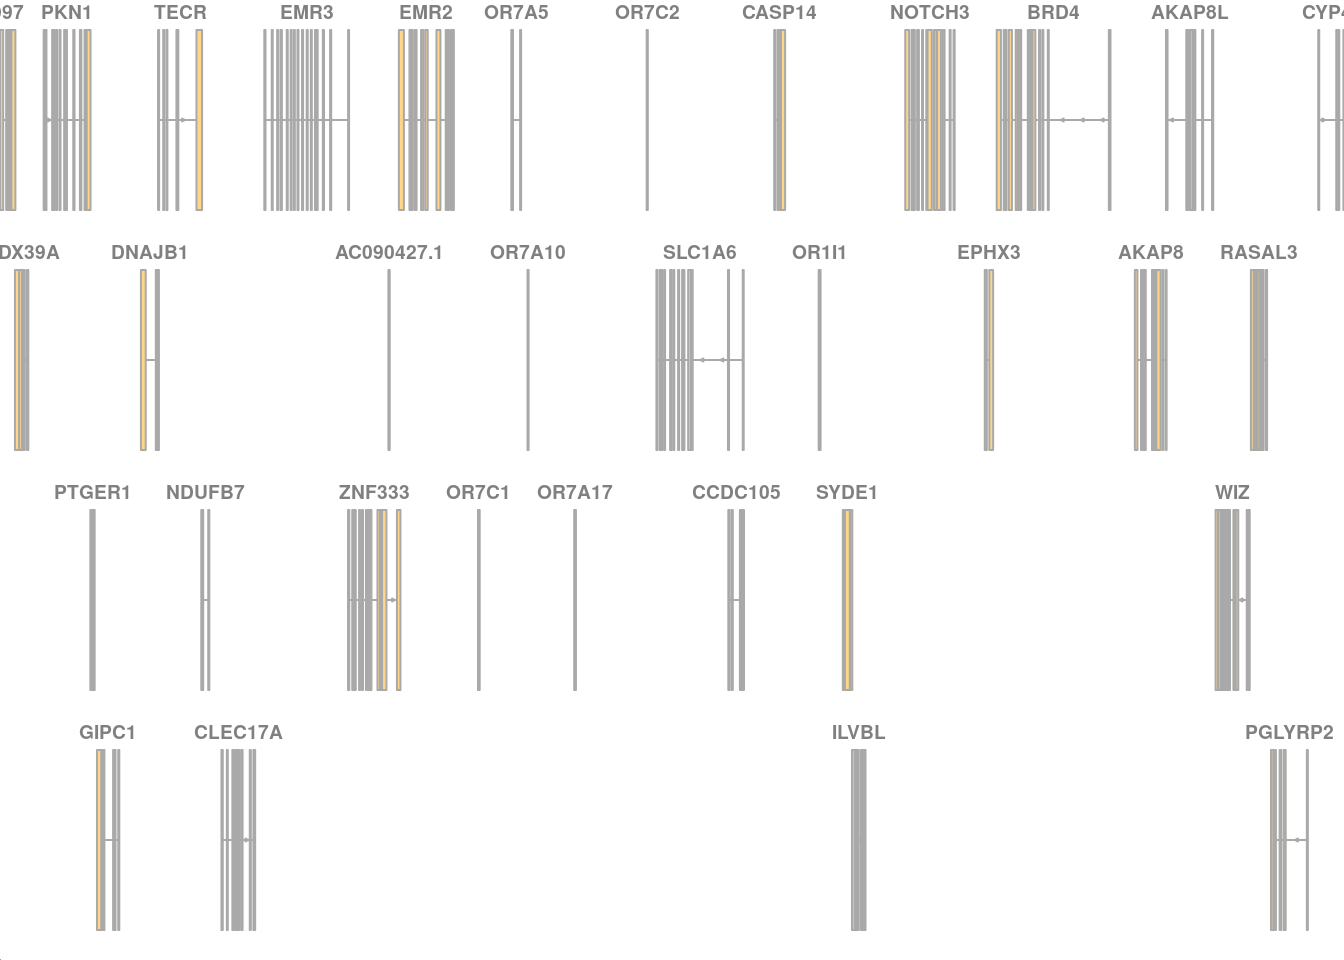 97 PKN1 TECR EMR3 EMR2 OR7A5 OR7C2 CASP14 NOTCH3 BRD4 AKAP8L CYP4
DX39A DNAJB1 AC090427.1 OR7A10 SLC1A6 OR1I1 EPHX3 AKAP8 RASAL3
PTGER1 NDUFB7 ZNF333 OR7C1 OR7A17 CCDC105 SYDE1 WIZ
GIPC1 CLEC17A ILVBL PGLYRP2